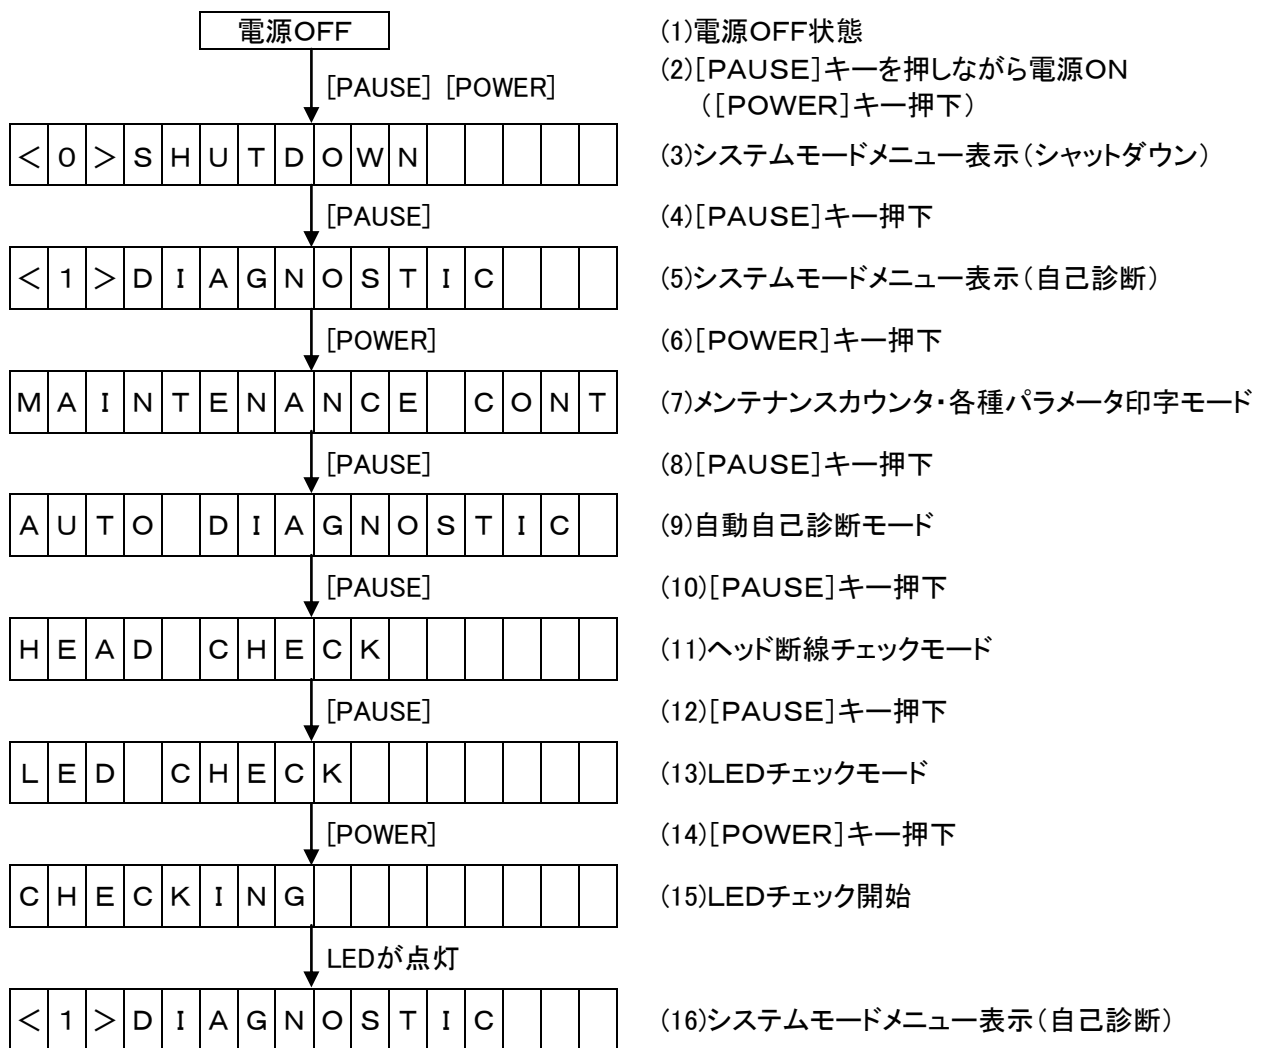 電源OFF
(1)電源OFF状態
[PAUSE] [POWER]
(2)[PAUSE]キーを押しながら電源ON
([POWER]キー押下)
<0>SHUTDOWN
(3)システムモードメニュー表示(シャットダウン)
[PAUSE]
(4)[PAUSE]キー押下
<1>DIAGNOSTIC
(5)システムモードメニュー表示(自己診断)
[POWER]
(6)[POWER]キー押下
MAINTENANCE CONT
(7)メンテナンスカウンタ・各種パラメータ印字モード
[PAUSE]
(8)[PAUSE]キー押下
AUTO DIAGNOSTIC
(9)自動自己診断モード
[PAUSE]
(10)[PAUSE]キー押下
HEAD CHECK
(11)ヘッド断線チェックモード
[PAUSE]
(12)[PAUSE]キー押下
LED CHECK
(13)LEDチェックモード
[POWER]
(14)[POWER]キー押下
CHECKING
(15)LEDチェック開始
LEDが点灯
<1>DIAGNOSTIC
(16)システムモードメニュー表示(自己診断)